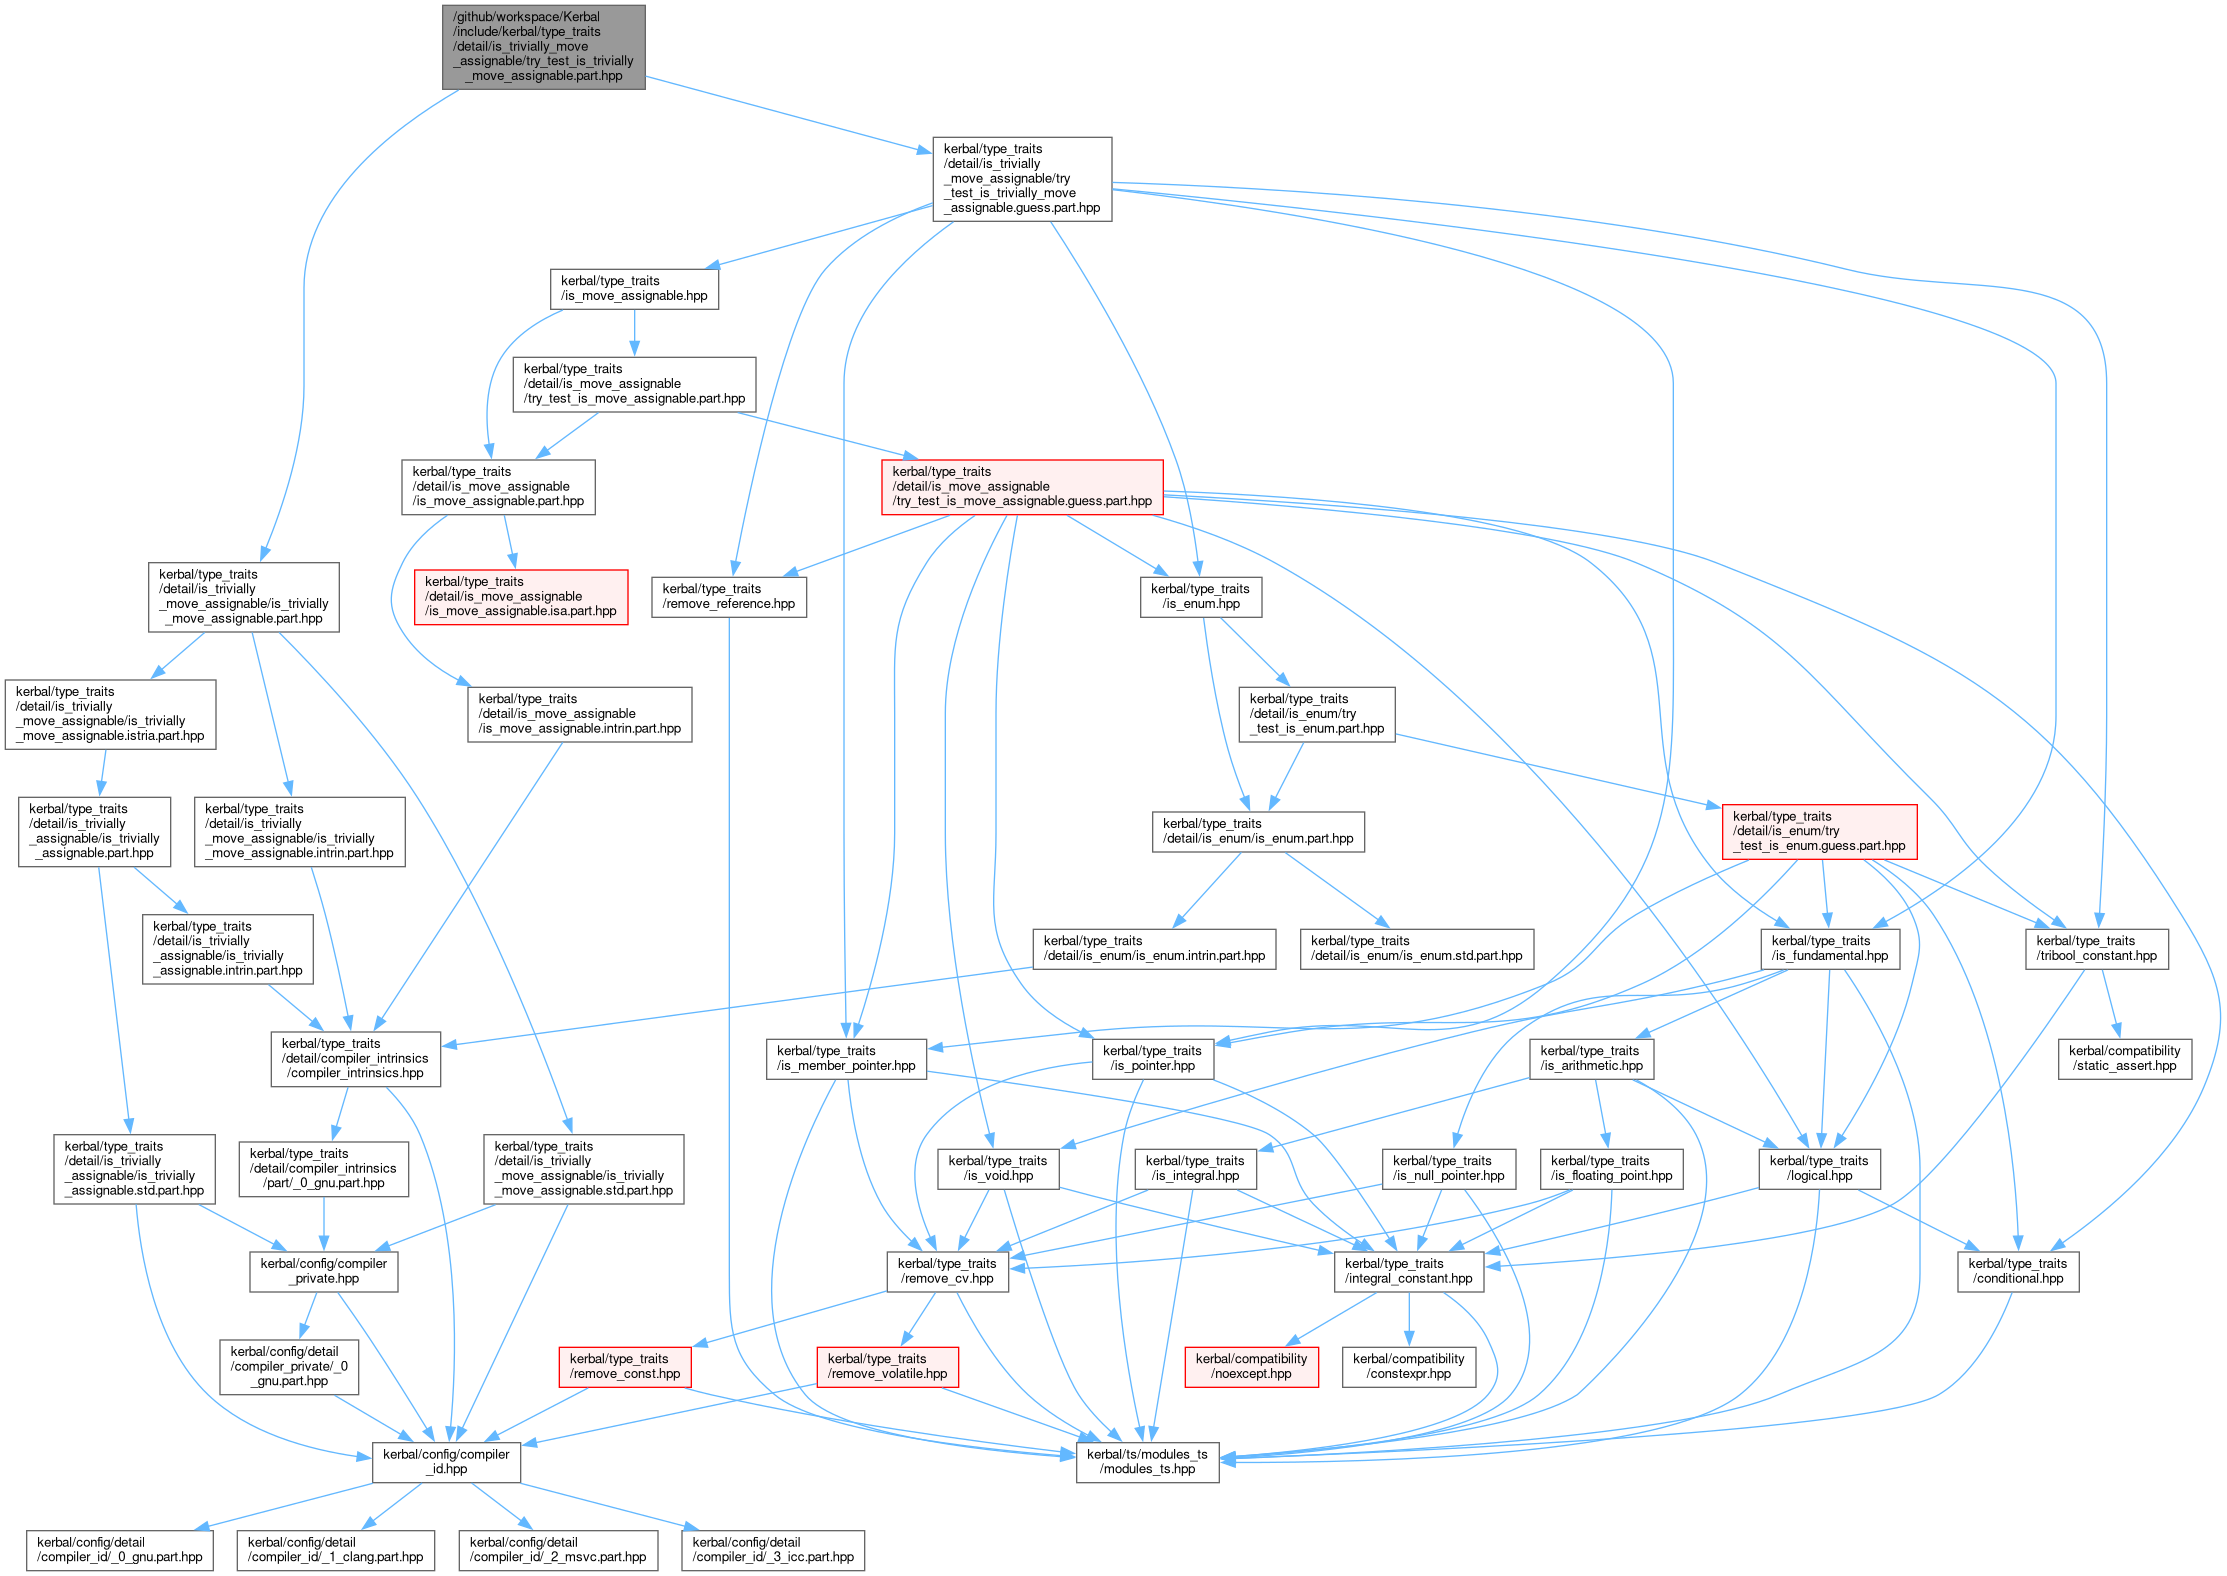 /github/workspace/Kerbal
/include/kerbal/type_traits
/detail/is_trivially_move
_assignable/try_test_is_trivially
_move_assignable.part.hpp
kerbal/type_traits
/detail/is_trivially
_move_assignable/try
_test_is_trivially_move
_assignable.guess.part.hpp
kerbal/type_traits
/is_move_assignable.hpp
kerbal/type_traits
/detail/is_move_assignable
/try_test_is_move_assignable.part.hpp
kerbal/type_traits
/detail/is_move_assignable
/is_move_assignable.part.hpp
kerbal/type_traits
/detail/is_move_assignable
/try_test_is_move_assignable.guess.part.hpp
kerbal/type_traits
/detail/is_trivially
_move_assignable/is_trivially
_move_assignable.part.hpp
kerbal/type_traits
/detail/is_move_assignable
/is_move_assignable.isa.part.hpp
kerbal/type_traits
/remove_reference.hpp
kerbal/type_traits
/is_enum.hpp
kerbal/type_traits
/detail/is_trivially
_move_assignable/is_trivially
_move_assignable.istria.part.hpp
kerbal/type_traits
/detail/is_move_assignable
/is_move_assignable.intrin.part.hpp
kerbal/type_traits
/detail/is_enum/try
_test_is_enum.part.hpp
kerbal/type_traits
/detail/is_trivially
_assignable/is_trivially
_assignable.part.hpp
kerbal/type_traits
/detail/is_trivially
_move_assignable/is_trivially
_move_assignable.intrin.part.hpp
kerbal/type_traits
/detail/is_enum/is_enum.part.hpp
kerbal/type_traits
/detail/is_enum/try
_test_is_enum.guess.part.hpp
kerbal/type_traits
/detail/is_trivially
_assignable/is_trivially
_assignable.intrin.part.hpp
kerbal/type_traits
/detail/is_enum/is_enum.intrin.part.hpp
kerbal/type_traits
/detail/is_enum/is_enum.std.part.hpp
kerbal/type_traits
/is_fundamental.hpp
kerbal/type_traits
/tribool_constant.hpp
kerbal/type_traits
/detail/compiler_intrinsics
/compiler_intrinsics.hpp
kerbal/type_traits
/is_member_pointer.hpp
kerbal/type_traits
/is_pointer.hpp
kerbal/type_traits
/is_arithmetic.hpp
kerbal/compatibility
/static_assert.hpp
kerbal/type_traits
/detail/is_trivially
_assignable/is_trivially
_assignable.std.part.hpp
kerbal/type_traits
/detail/compiler_intrinsics
/part/_0_gnu.part.hpp
kerbal/type_traits
/detail/is_trivially
_move_assignable/is_trivially
_move_assignable.std.part.hpp
kerbal/type_traits
/is_void.hpp
kerbal/type_traits
/is_integral.hpp
kerbal/type_traits
/is_null_pointer.hpp
kerbal/type_traits
/is_floating_point.hpp
kerbal/type_traits
/logical.hpp
kerbal/config/compiler
_private.hpp
kerbal/type_traits
/remove_cv.hpp
kerbal/type_traits
/integral_constant.hpp
kerbal/type_traits
/conditional.hpp
kerbal/config/detail
/compiler_private/_0
_gnu.part.hpp
kerbal/type_traits
/remove_const.hpp
kerbal/type_traits
/remove_volatile.hpp
kerbal/compatibility
/noexcept.hpp
kerbal/compatibility
/constexpr.hpp
kerbal/config/compiler
_id.hpp
kerbal/ts/modules_ts
/modules_ts.hpp
kerbal/config/detail
/compiler_id/_0_gnu.part.hpp
kerbal/config/detail
/compiler_id/_1_clang.part.hpp
kerbal/config/detail
/compiler_id/_2_msvc.part.hpp
kerbal/config/detail
/compiler_id/_3_icc.part.hpp